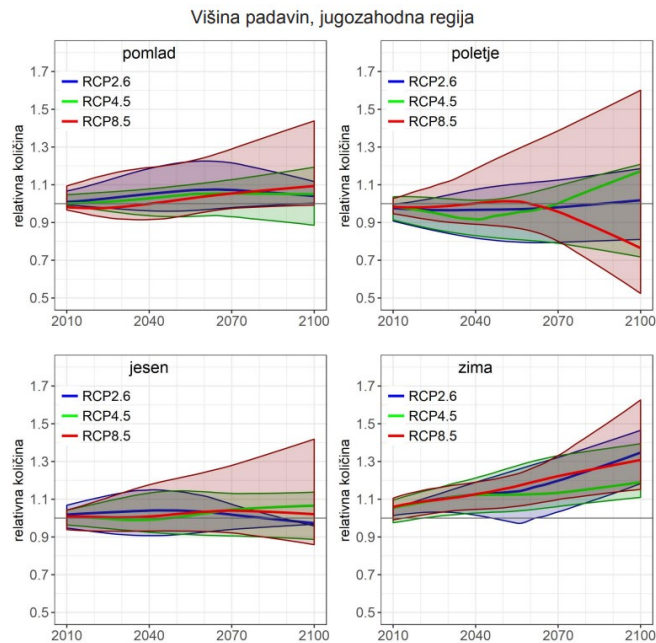 Višina padavin, jugozahodna regija
pomlad
relativna količina
1.7
1.5
1.3
1.1
0.9
0.7
0.5
RCP2.6
RCP4.5
RCP8.5
2010 2040 2070 2100
poletje
relativna količina
1.7
1.5
1.3
1.1
0.9
0.7
0.5
RCP2.6
RCP4.5
RCP8.5
2010 2040 2070 2100
jesen
relativna količina
1.7
1.5
1.3
1.1
0.9
0.7
0.5
RCP2.6
RCP4.5
RCP8.5
2010 2040 2070 2100
zima
relativna količina
1.7
1.5
1.3
1.1
0.9
0.7
0.5
RCP2.6
RCP4.5
RCP8.5
2010 2040 2070 2100